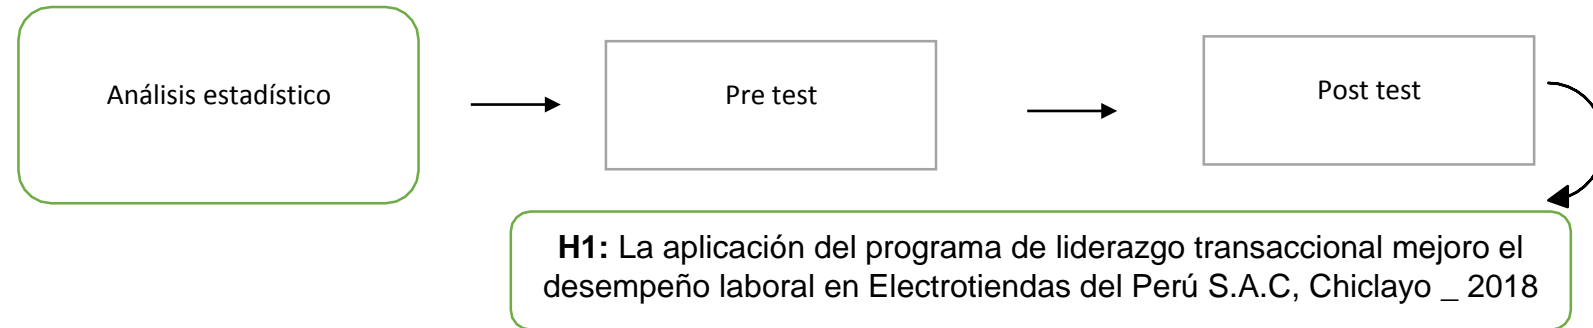 Análisis estadístico
Pre test
Post test
H1: La aplicación del programa de liderazgo transaccional mejoro el
desempeño laboral en Electrotiendas del Perú S.A.C, Chiclayo _ 2018